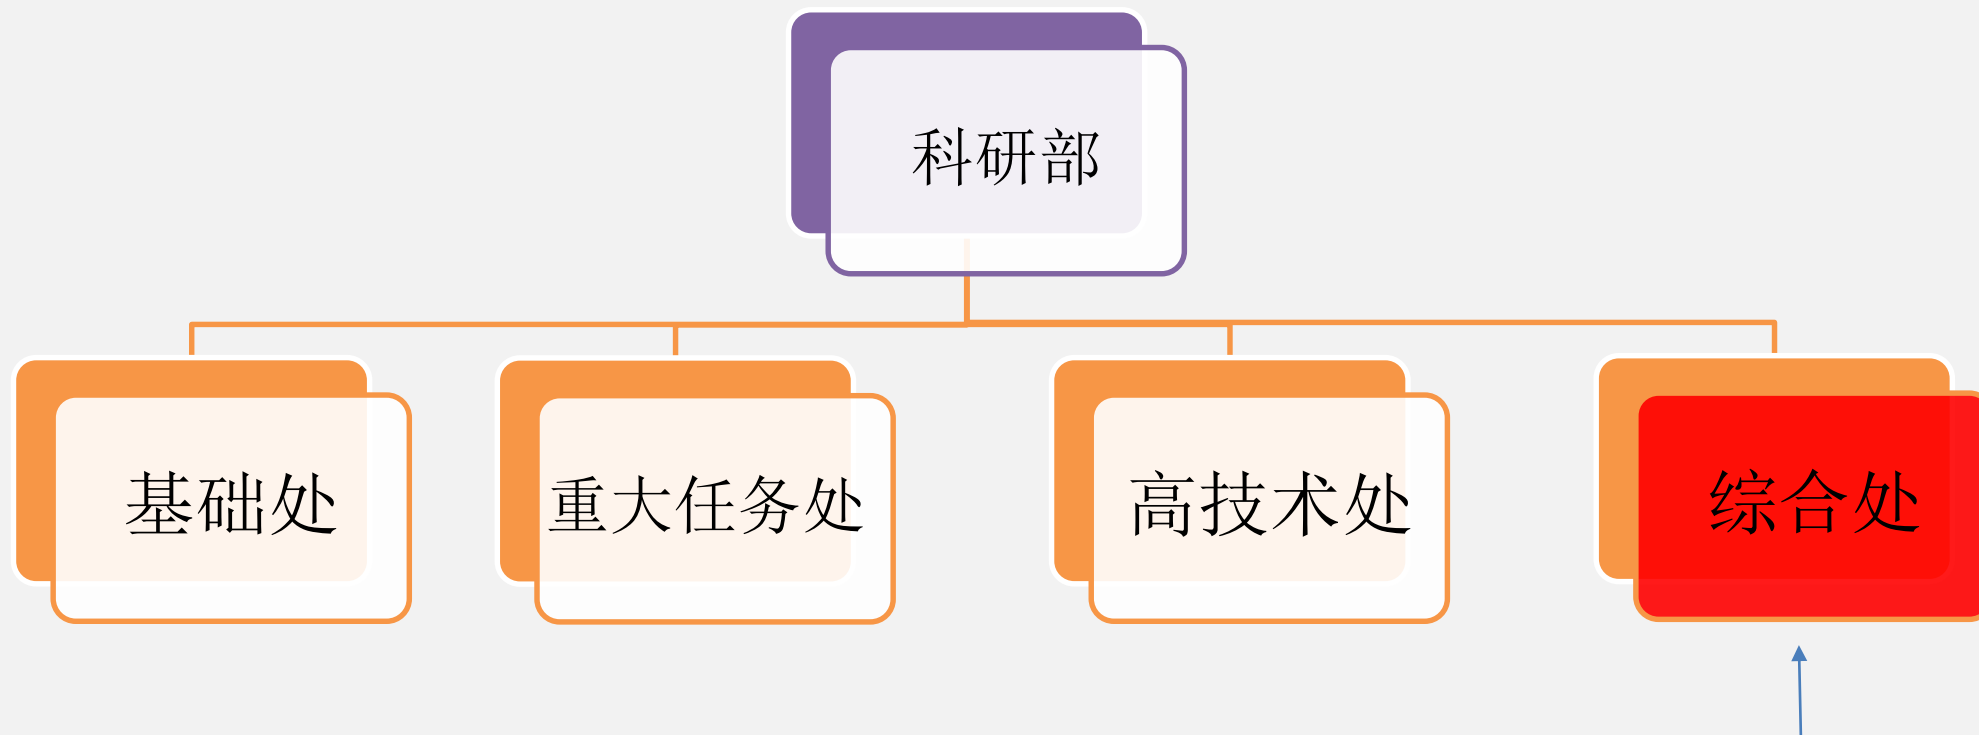 科研部
基础处
重大任务处
高技术处
综合处